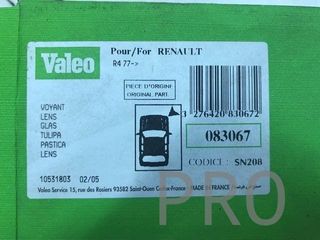 Valeo
Pour/For RENAULT
R4 77->
PIECE D'ORIGINE
ORIGINAL PART
VOYANT
LENS
GLAS
TULIPA
PASTICA
LENS
3 276420 830672
083067
CODICE: SN208
10531803 02/05
Valeo Service 15, rue des Rosiers 93582 Saint-Ouen Cedex-France MADE IN FRANCE
PRO